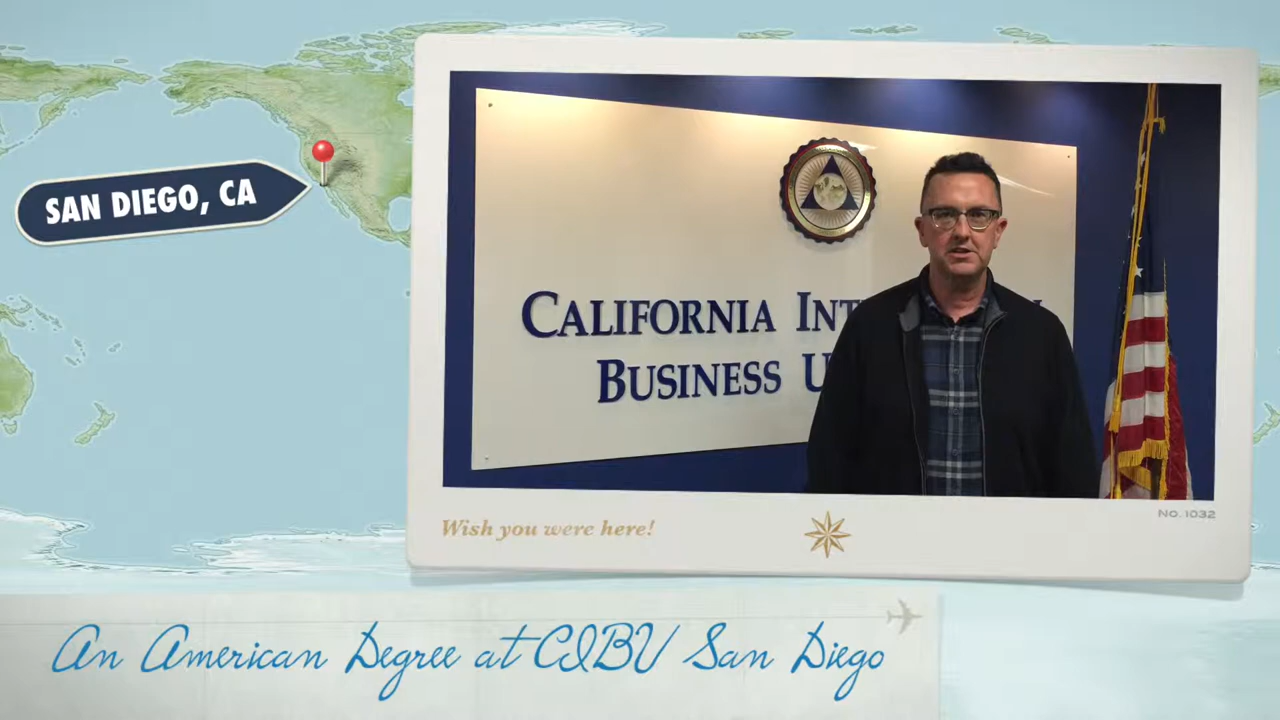 SAN DIEGO, CA
CALIFORNIA INT
BUSINESS U
Wish you were here!
No. 1032
An American Degree at CIBU San Diego